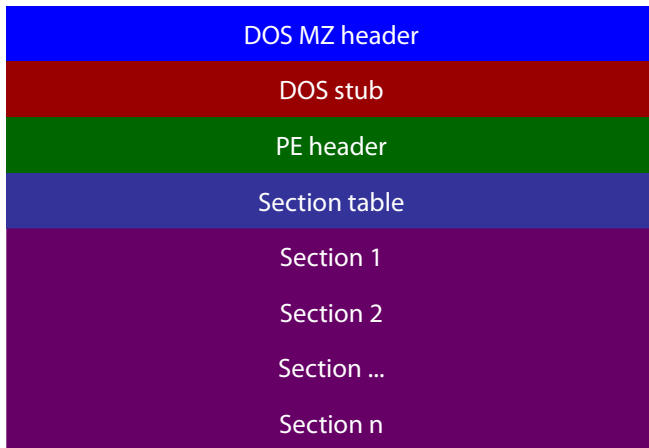 DOS MZ header
DOS stub
PE header
Section table
Section 1
Section 2
Section ...
Section n